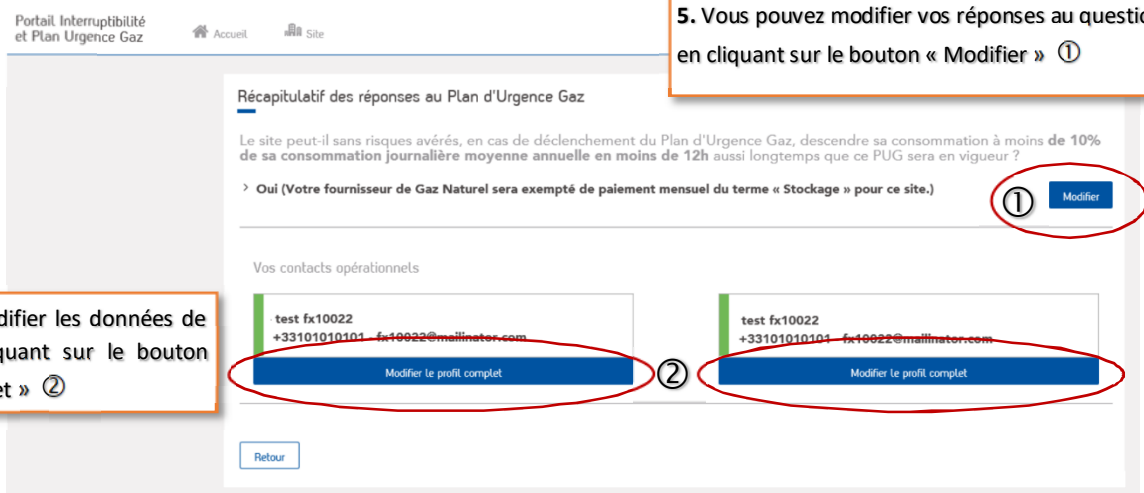 Portail Interruptibilité
et Plan Urgence Gaz
Accueil
Site
5. Vous pouvez modifier vos réponses au
en cliquant sur le bouton « Modifier » ①
Récapitulatif des réponses au Plan d'Urgence Gaz
Le site peut-il sans risques avérés, en cas de déclenchement du Plan d'Urgence Gaz, descendre sa consommation à moins de 10%
de sa consommation journalière moyenne annuelle en moins de 12h aussi longtemps que ce PUG sera en vigueur ?
> Oui (Votre fournisseur de Gaz Naturel sera exempté de paiement mensuel du terme « Stockage » pour ce site.)
① Modifier
Vos contacts opérationnels
test fx10022
+33101010101 - fx10022@mailinator.com
Modifier le profil complet
②
test fx10022
+33101010101 - fx10022@mailinator.com
Modifier le profil complet
les données de
sur le bouton
» ②
Retour